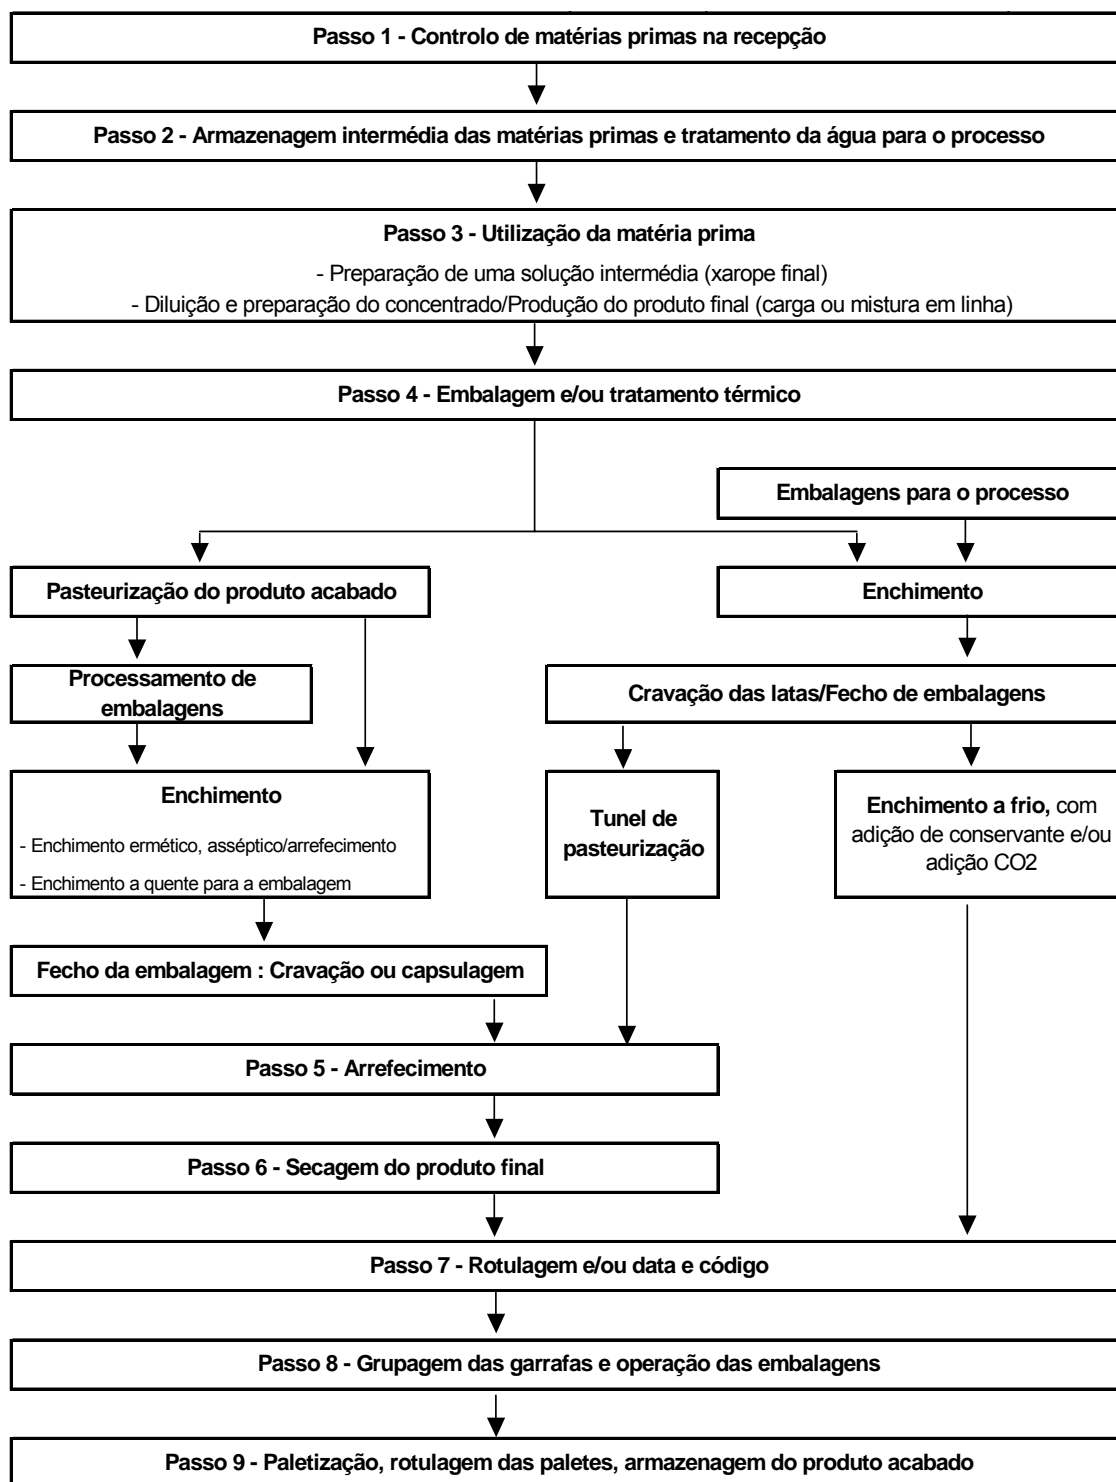 Passo 1 - Controlo de matérias primas na recepção
Passo 2 - Armazenagem intermédia das matérias primas e tratamento da água para o processo
Passo 3 - Utilização da matéria prima
- Preparação de uma solução intermédia (xarope final)
- Diluição e preparação do concentrado/Produção do produto final (carga ou mistura em linha)
Passo 4 - Embalagem e/ou tratamento térmico
Embalagens para o processo
Pasteurização do produto acabado
Enchimento
Processamento de
embalagens
Cravação das latas/Fecho de embalagens
Enchimento
- Enchimento ermético, asséptico/arrefecimento
- Enchimento a quente para a embalagem
Tunel de
pasteurização
Enchimento a frio, com
adição de conservante e/ou
adição CO2
Fecho da embalagem : Cravação ou capsulagem
Passo 5 - Arrefecimento
Passo 6 - Secagem do produto final
Passo 7 - Rotulagem e/ou data e código
Passo 8 - Grupagem das garrafas e operação das embalagens
Passo 9 - Paletização, rotulagem das paletes, armazenagem do produto acabado